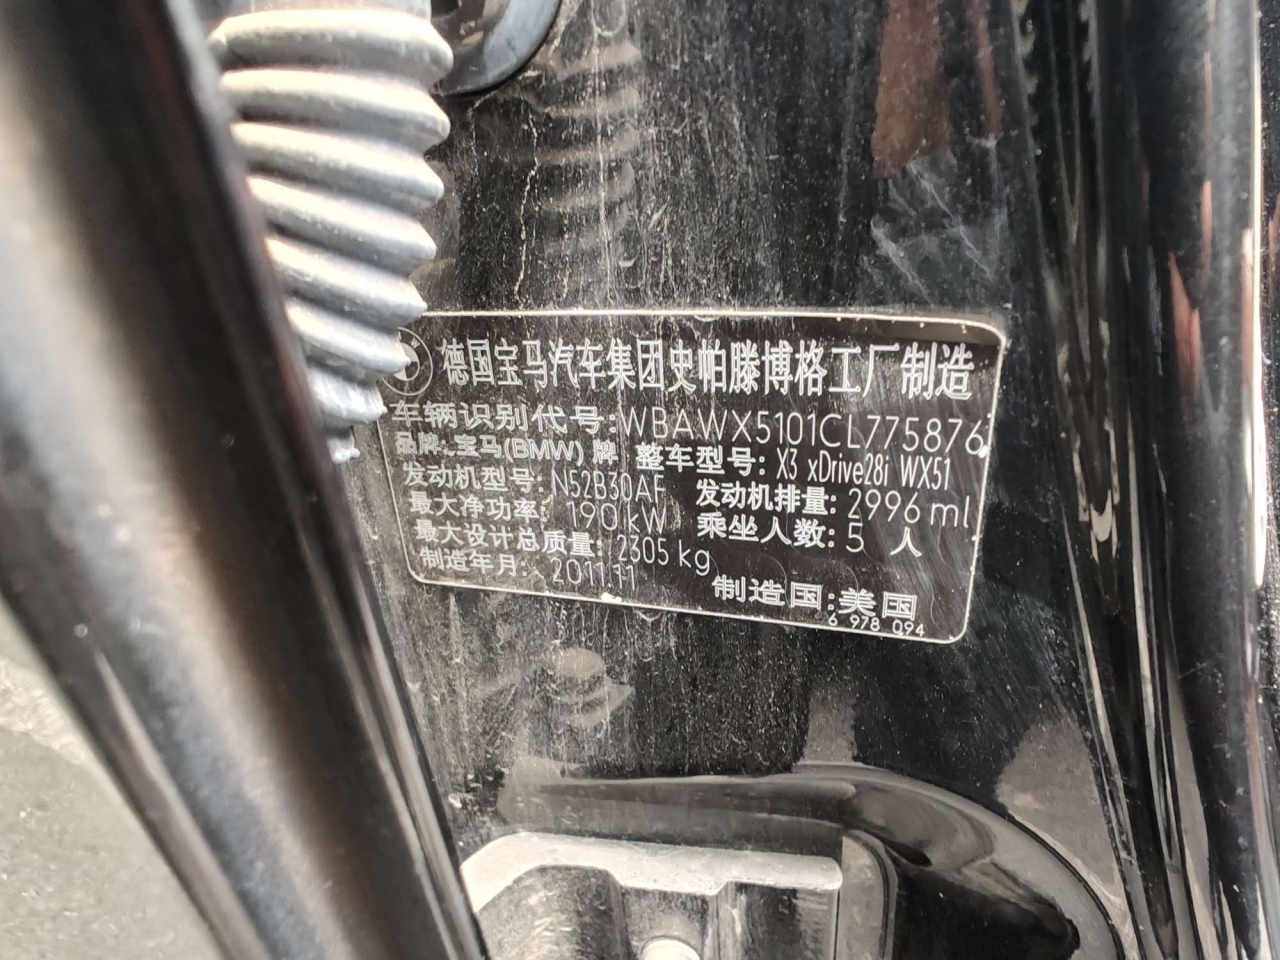 德国宝马汽车集团史帕滕博格工厂制造
车辆识别代号:WBAWX5101CL775876
品牌:宝马(BMW)牌 整车型号:X3 xDrive28i WX51
发动机型号:N52B30AF 发动机排量:2996 ml
最大净功率:190 kW 乘坐人数:5 人
最大设计总质量:2305 kg
制造年月:2011.11 制造国:美国
6 978 094